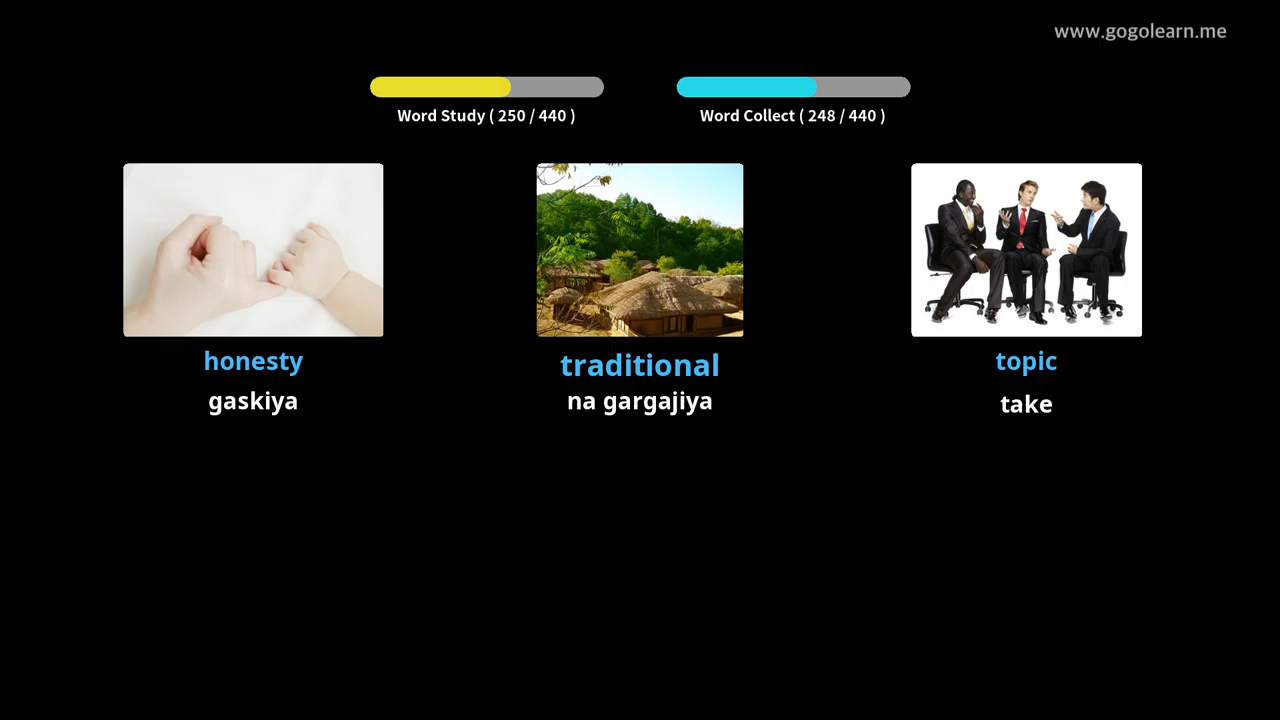 www.gogolearn.me
Word Study ( 250 / 440 )
Word Collect ( 248 / 440 )
honesty
traditional
topic
gaskiya
na gargajiya
take